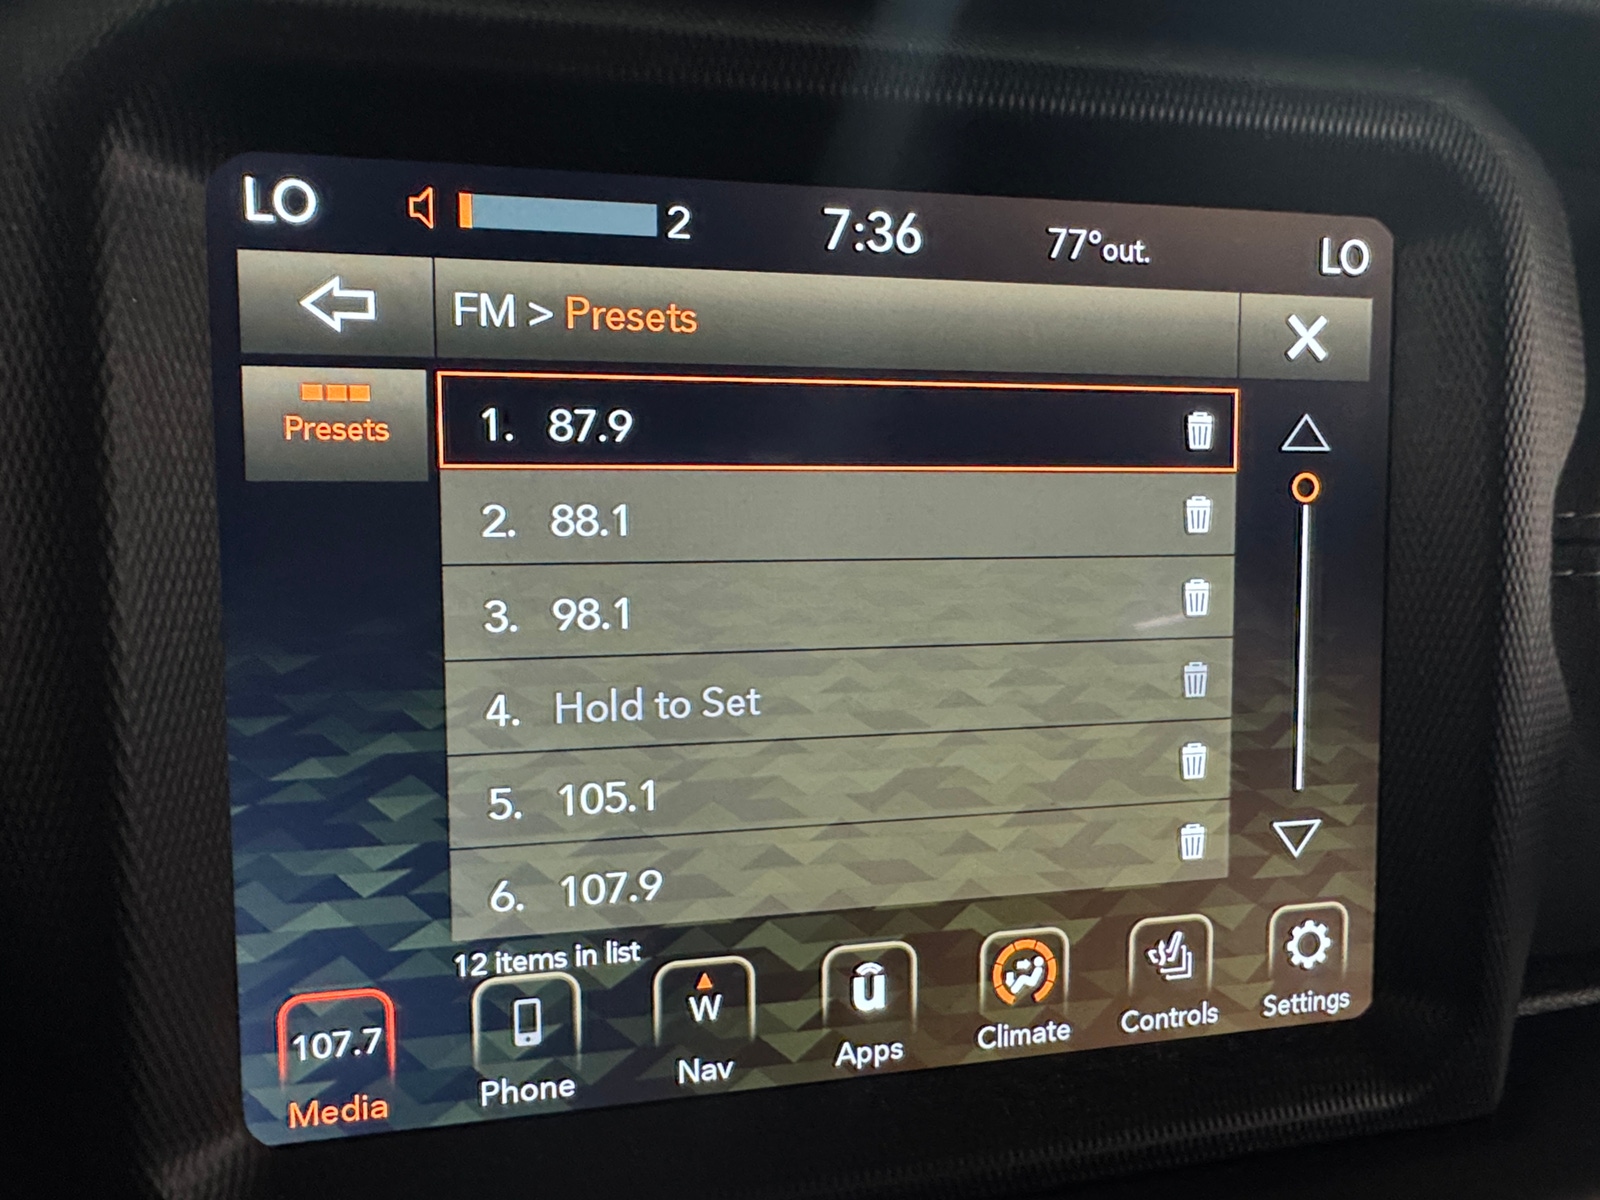 LO 2 7:36 77°out. LO
FM > Presets
Presets
1. 87.9
2. 88.1
3. 98.1
4. Hold to Set
5. 105.1
6. 107.9
12 items in list
107.7 W u
Media Phone Nav Apps Climate Controls Settings